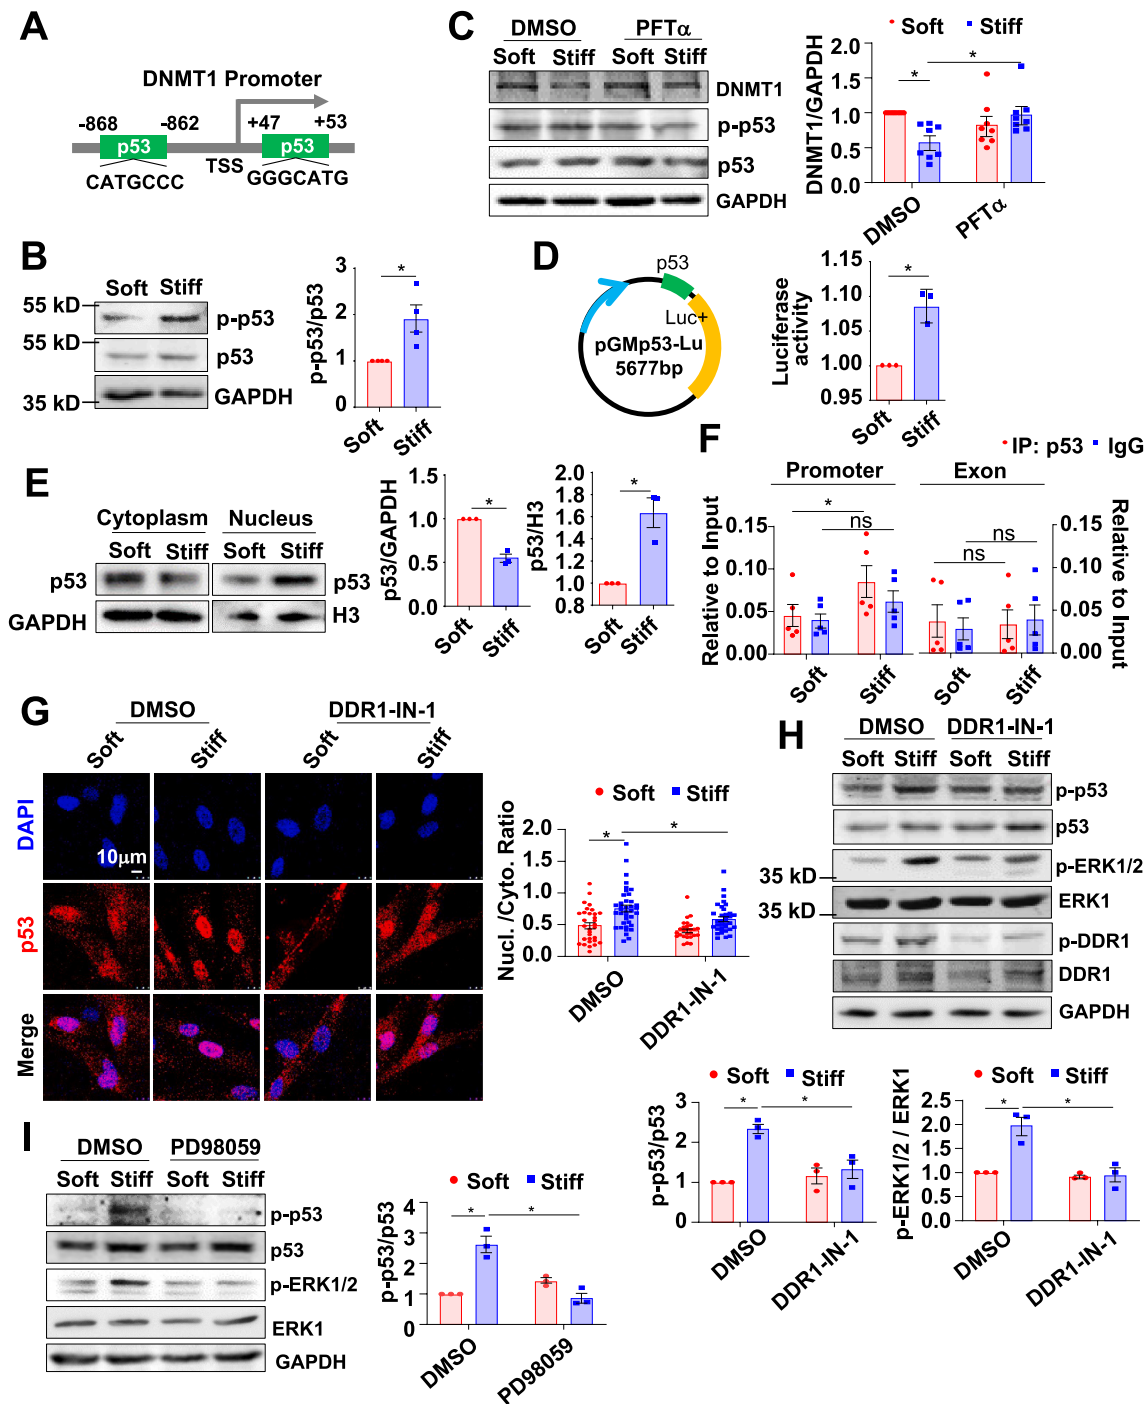 A
DNMT1 Promoter
-868 -862 +47 +53
p53 p53
TSS
CATGCCC GGGCATG
B
Soft Stiff
55 kD
p-p53
55 kD
p53
35 kD
GAPDH
p-p53/p53
3
2
1
0
*
Soft Stiff
C
DMSO PFTα
Soft Stiff Soft Stiff
DNMT1
p-p53
p53
GAPDH
Soft Stiff
DNMT1/GAPDH
2.0
1.5
1.0
0.5
0.0
* *
DMSO PFTα
D
p53
Luc+
pGMp53-Lu
5677bp
Luciferase
activity
1.15
1.10
1.05
1.00
0.95
*
Soft Stiff
E
Cytoplasm Nucleus
Soft Stiff Soft Stiff
p53 p53
GAPDH H3
p53/GAPDH
1.5
1.0
0.5
0.0
*
Soft Stiff
p53/H3
2.0
1.8
1.6
1.4
1.2
1.0
0.8
*
Soft Stiff
F
IP: p53 IgG
Promoter Exon
Relative to Input
0.15
0.10
0.05
0.00
*
ns
ns
ns
0.15
0.10
0.05
0.00
Relative to Input
Soft Stiff Soft Stiff
G
DMSO DDR1-IN-1
Soft Stiff Soft Stiff
DAPI
10μm
p53
Merge
Soft Stiff
Nucl. /Cyto. Ratio
2.0
1.5
1.0
0.5
0.0
* *
DMSO DDR1-IN-1
H
DMSO DDR1-IN-1
Soft Stiff Soft Stiff
p-p53
p53
p-ERK1/2
35 kD
ERK1
35 kD
p-DDR1
DDR1
GAPDH
Soft Stiff
p-p53/p53
3
2
1
0
* *
DMSO DDR1-IN-1
Soft Stiff
p-ERK1/2 / ERK1
2.5
2.0
1.5
1.0
0.5
0.0
* *
DMSO DDR1-IN-1
I
DMSO PD98059
Soft Stiff Soft Stiff
p-p53
p53
p-ERK1/2
ERK1
GAPDH
Soft Stiff
p-p53/p53
4
3
2
1
0
* *
DMSO PD98059